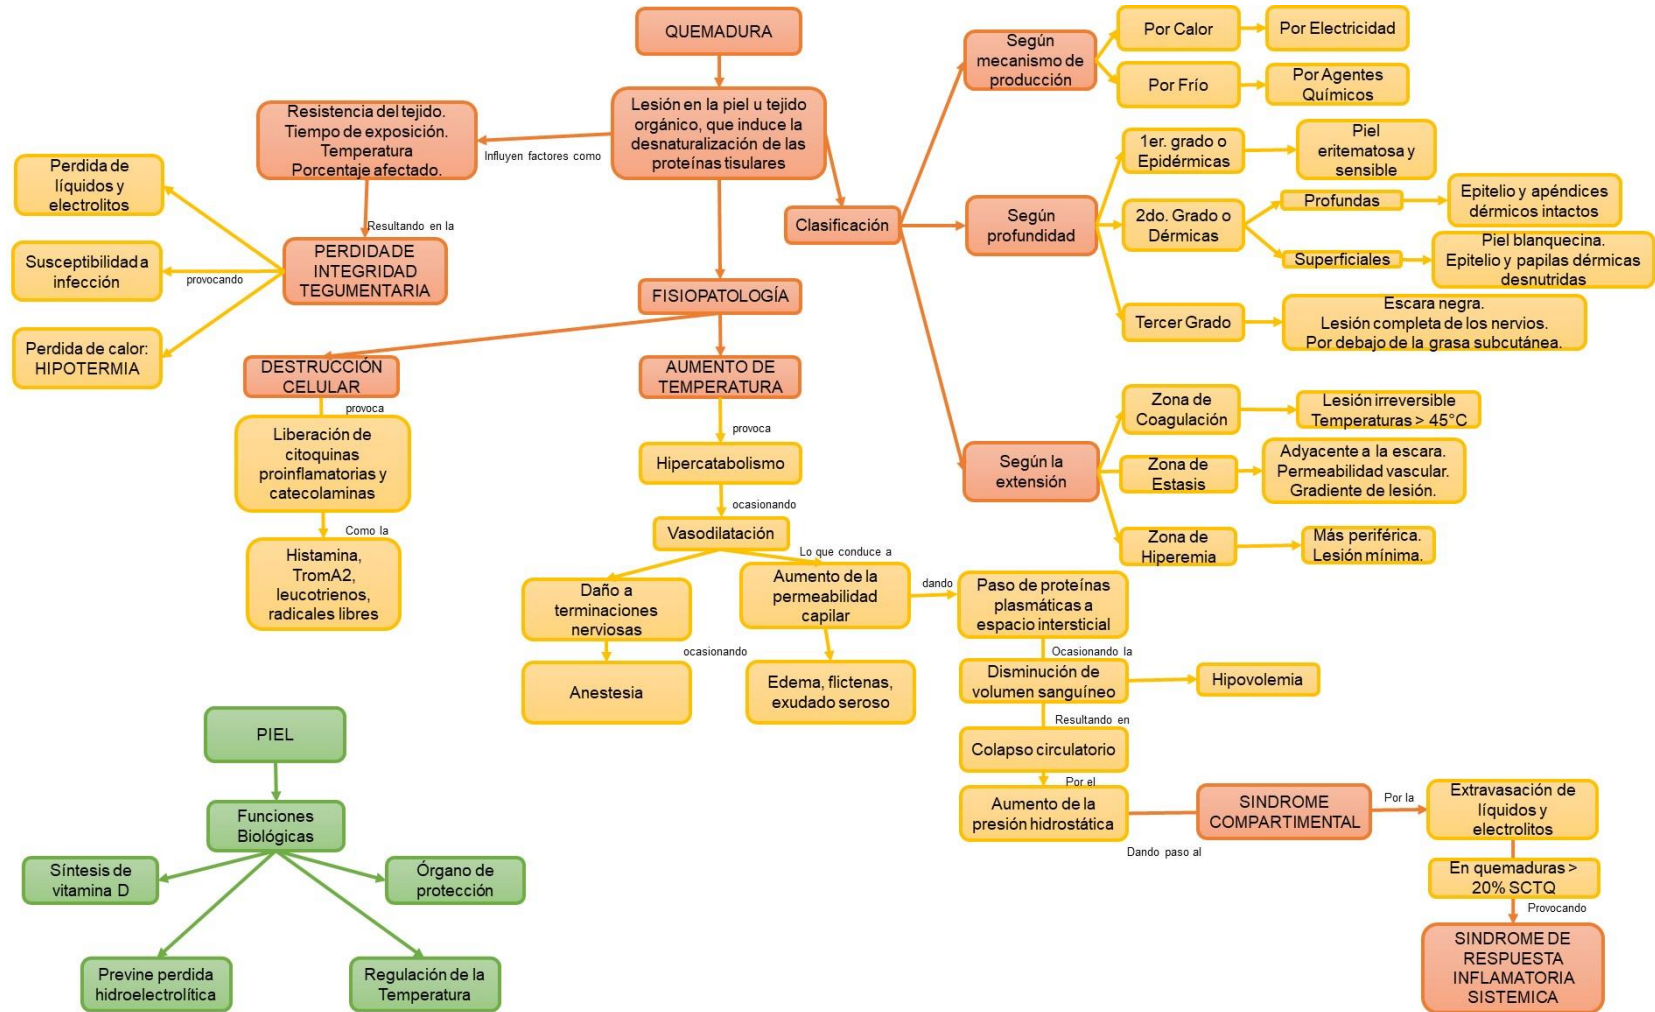 QUEMADURA
Lesión en la piel u tejido
orgánico, que induce la
desnaturalización de las
proteínas tisulares
Influyen factores como
Resistencia del tejido.
Tiempo de exposición.
Temperatura
Porcentaje afectado.
Resultando en la
PERDIDA DE
INTEGRIDAD
TEGUMENTARIA
provocando
Perdida de
líquidos y
electrolitos
Susceptibilidad a
infección
Perdida de calor:
HIPOTERMIA
FISIOPATOLOGÍA
DESTRUCCIÓN
CELULAR
provoca
Liberación de
citoquinas
proinflamatorias y
catecolaminas
Como la
Histamina,
TromA2,
leucotrienos,
radicales libres
AUMENTO DE
TEMPERATURA
provoca
Hipercatabolismo
ocasionando
Vasodilatación
Lo que conduce a
Daño a
terminaciones
nerviosas
ocasionando
Anestesia
Aumento de la
permeabilidad
capilar
Edema, flictenas,
exudado seroso
dando
Paso de proteínas
plasmáticas a
espacio intersticial
Ocasionando la
Disminución de
volumen sanguíneo
Hipovolemia
Resultando en
Colapso circulatorio
Por el
Aumento de la
presión hidrostática
Dando paso al
SINDROME
COMPARTIMENTAL
Por la
Extravasación de
líquidos y
electrolitos
En quemaduras >
20% SCTQ
Provocando
SINDROME DE
RESPUESTA
INFLAMATORIA
SISTEMICA
Clasificación
Según
mecanismo de
producción
Por Calor
Por Electricidad
Por Frío
Por Agentes
Químicos
Según
profundidad
1er. grado o
Epidérmicas
Piel
eritematosa y
sensible
2do. Grado o
Dérmicas
Profundas
Epitelio y apéndices
dérmicos intactos
Superficiales
Piel blanquecina.
Epitelio y papilas dérmicas
desnutridas
Tercer Grado
Escara negra.
Lesión completa de los nervios.
Por debajo de la grasa subcutánea.
Según la
extensión
Zona de
Coagulación
Lesión irreversible
Temperaturas > 45°C
Zona de
Estasis
Adyacente a la escara.
Permeabilidad vascular.
Gradiente de lesión.
Zona de
Hiperemia
Más periférica.
Lesión mínima.
PIEL
Funciones
Biológicas
Síntesis de
vitamina D
Órgano de
protección
Previne perdida
hidroelectrolítica
Regulación de la
Temperatura